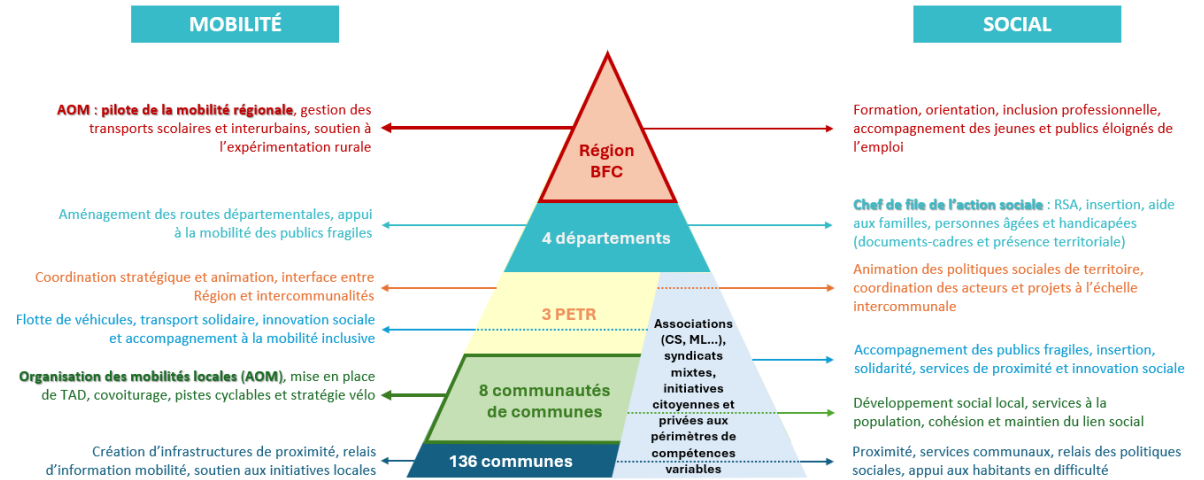 MOBILITÉ
SOCIAL
AOM : pilote de la mobilité régionale, gestion des
transports scolaires et interurbains, soutien à
l'expérimentation rurale
Région
BFC
Formation, orientation, inclusion professionnelle,
accompagnement des jeunes et publics éloignés de
l'emploi
Aménagement des routes départementales, appui
à la mobilité des publics fragiles
4 départements
Chef de file de l'action sociale : RSA, insertion, aide
aux familles, personnes âgées et handicapées
(documents-cadres et présence territoriale)
Coordination stratégique et animation, interface entre
Région et intercommunalités
3 PETR
Animation des politiques sociales de territoire,
coordination des acteurs et projets à l'échelle
intercommunale
Flotte de véhicules, transport solidaire, innovation sociale
et accompagnement à la mobilité inclusive
Associations
(CS, ML...),
syndicats
mixtes,
initiatives
citoyennes et
privées aux
périmètres de
compétences
variables
Accompagnement des publics fragiles, insertion,
solidarité, services de proximité et innovation sociale
Organisation des mobilités locales (AOM), mise en place
de TAD, covoiturage, pistes cyclables et stratégie vélo
8 communautés
de communes
Développement social local, services à la
population, cohésion et maintien du lien social
Création d'infrastructures de proximité, relais
d'information mobilité, soutien aux initiatives locales
136 communes
Proximité, services communaux, relais des politiques
sociales, appui aux habitants en difficulté